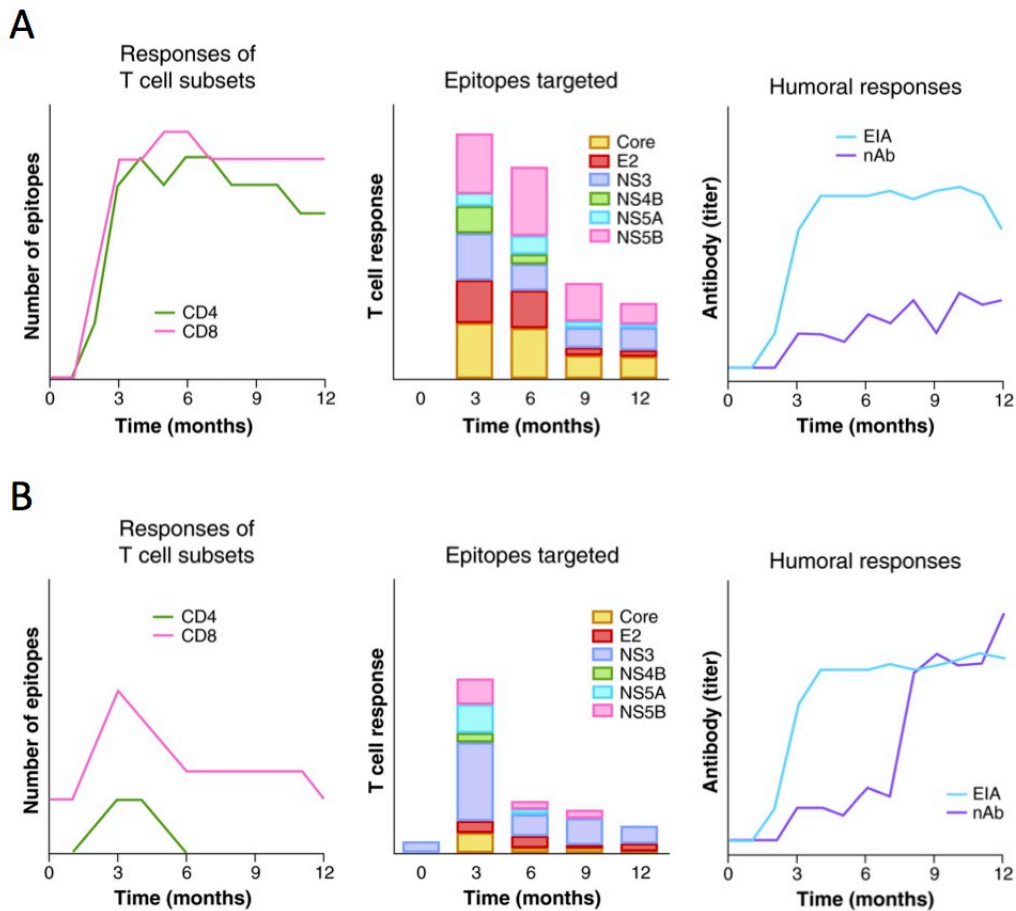 A
Responses of
T cell subsets
Number of epitopes
CD4
CD8
0 3 6 9 12
Time (months)
Epitopes targeted
T cell reponse
Core
E2
NS3
NS4B
NS5A
NS5B
0 3 6 9 12
Time (months)
Humoral responses
Antibody (titer)
EIA
nAb
0 3 6 9 12
Time (months)
B
Responses of
T cell subsets
Number of epitopes
CD4
CD8
0 3 6 9 12
Time (months)
Epitopes targeted
T cell response
Core
E2
NS3
NS4B
NS5A
NS5B
0 3 6 9 12
Time (months)
Humoral responses
Antibody (titer)
EIA
nAb
0 3 6 9 12
Time (months)